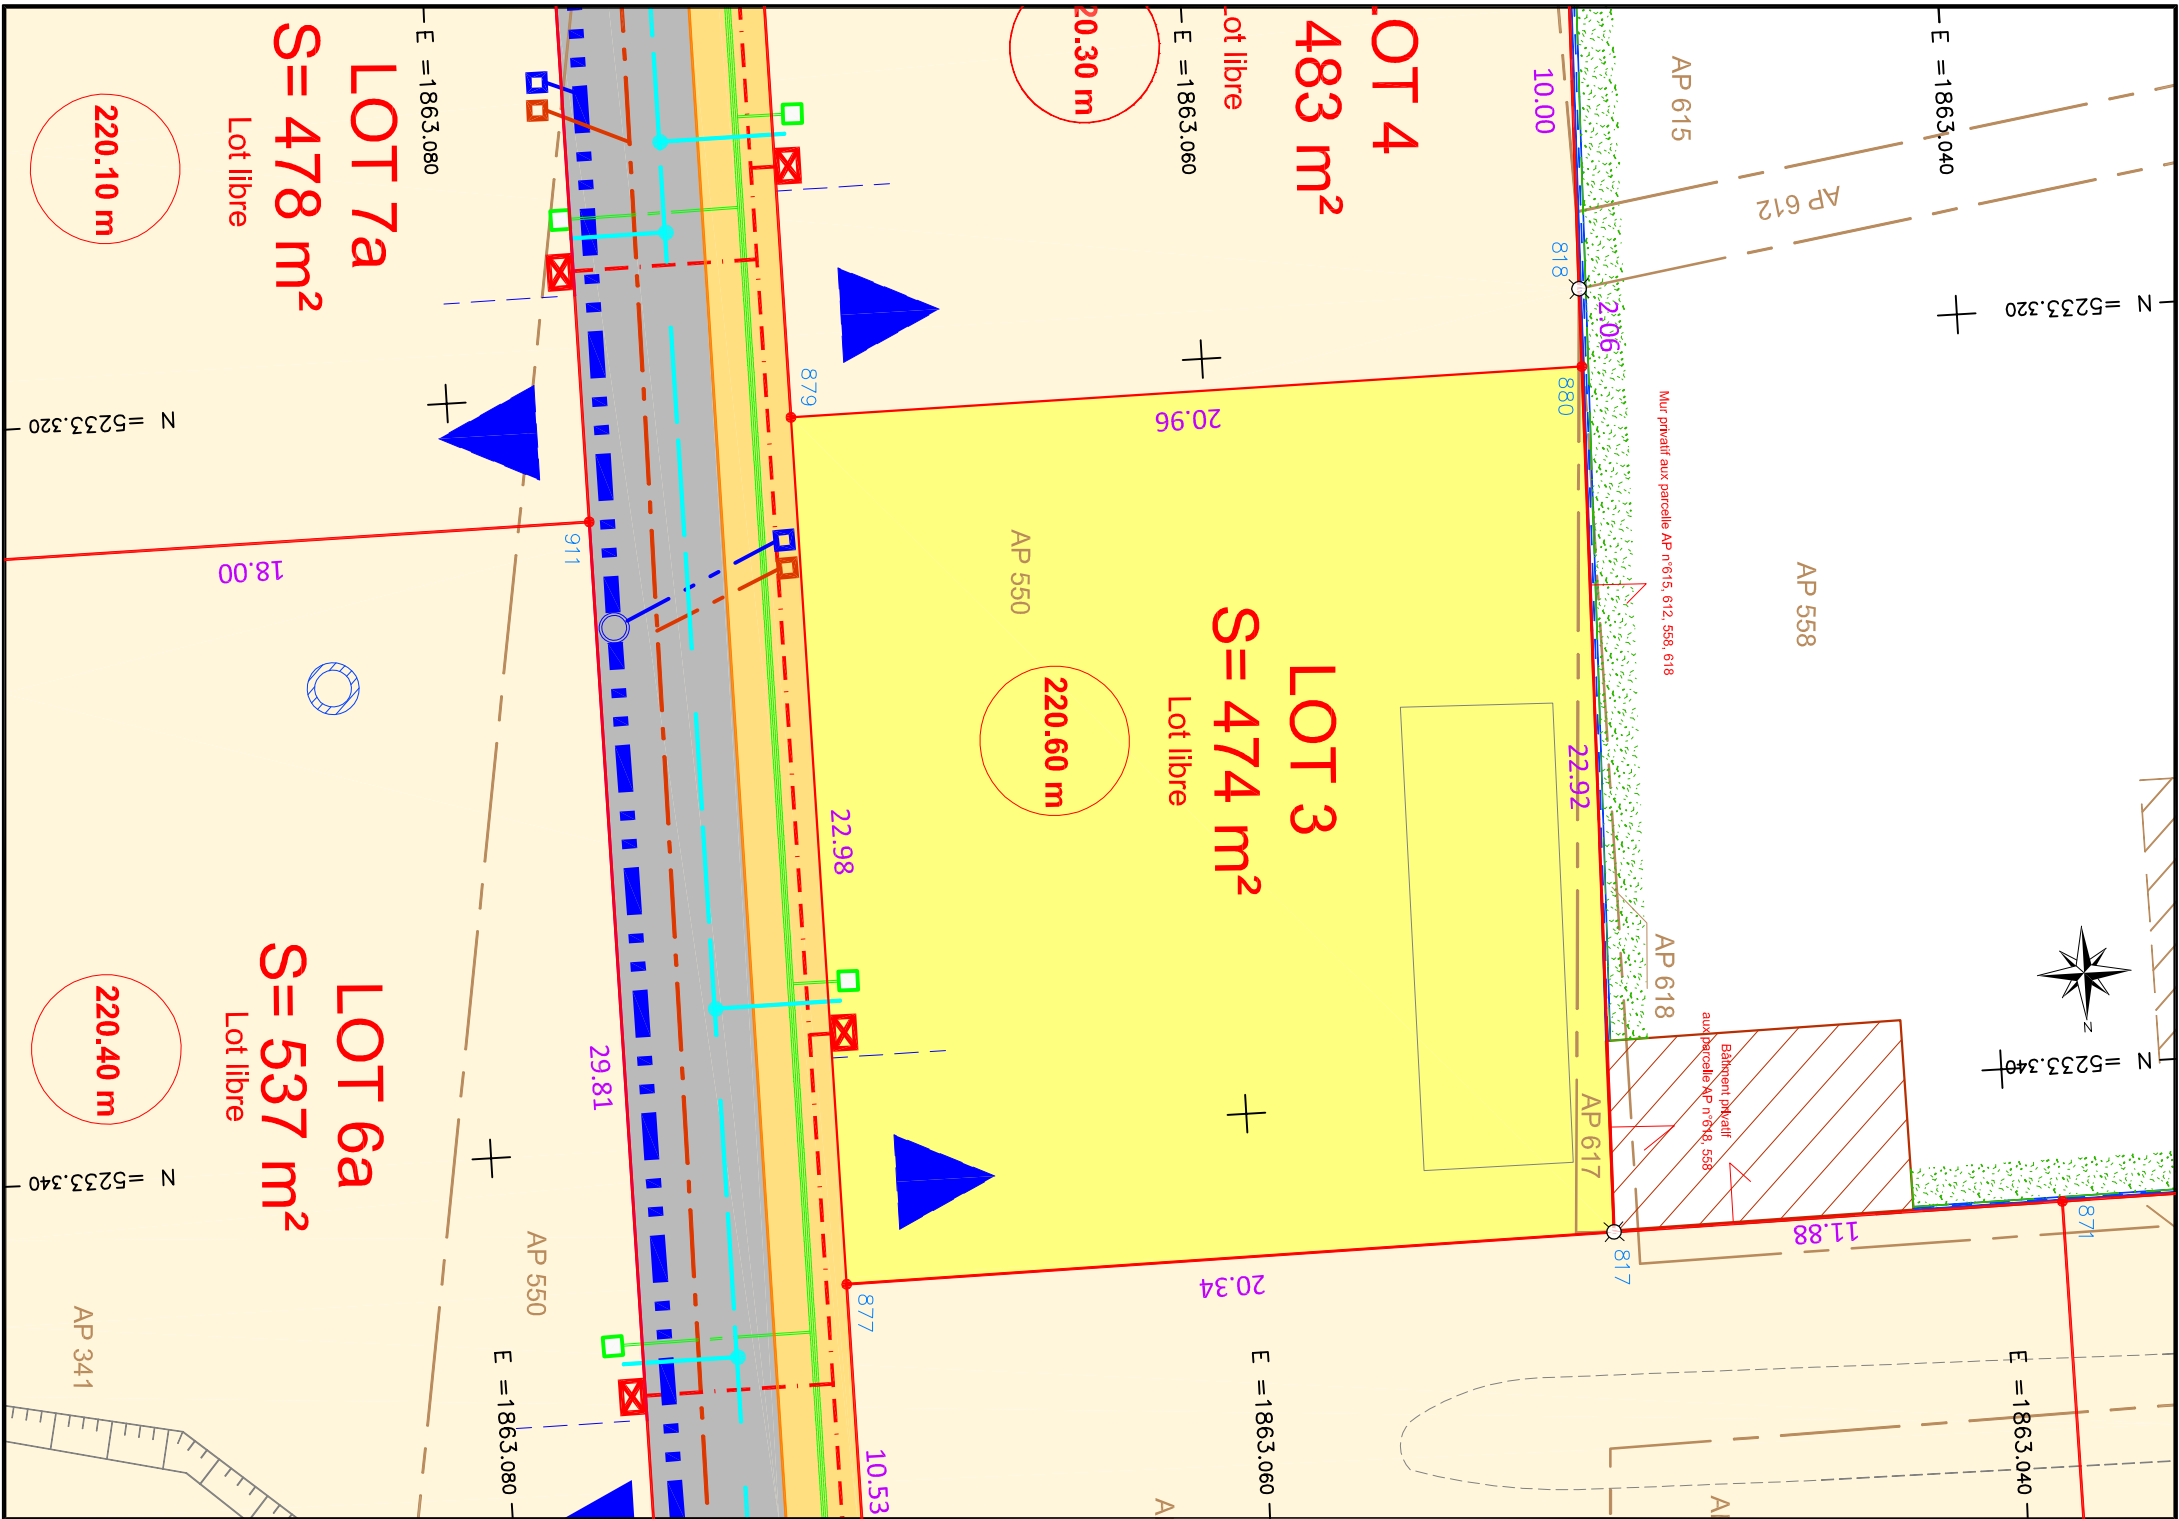 LOT 7a
S= 478 m²
Lot libre
220.10 m
E =1863.080
E =1863.060
E =1863.040
LOT 4
483 m²
Lot libre
20.30 m
10.00
AP 615
AP 612
818
2.06
N =5233.320
N =5233.320
879
880
20.96
911
18.00
AP 550
AP 558
Mur privatif aux parcelle AP n°615, 612, 558, 618
LOT 3
S= 474 m²
Lot libre
220.60 m
22.92
22.98
AP 618
Bâtiment privatif
aux parcelle AP n°618, 558
N
N =5233.340
N =5233.340
LOT 6a
S= 537 m²
Lot libre
220.40 m
29.81
AP 617
817
11.88
871
20.34
877
AP 550
AP 341
E =1863.080
E =1863.060
E =1863.040
10.53
A